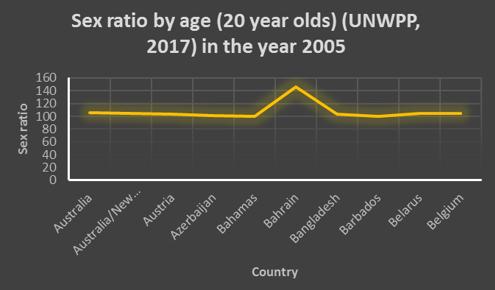 Sex ratio by age (20 year olds) (UNWPP,
2017) in the year 2005
Sex ratio
160
140
120
100
80
60
40
20
0
Australia
Australia/New...
Austria
Azerbaijan
Bahamas
Bahrain
Bangladesh
Barbados
Belarus
Belgium
Country